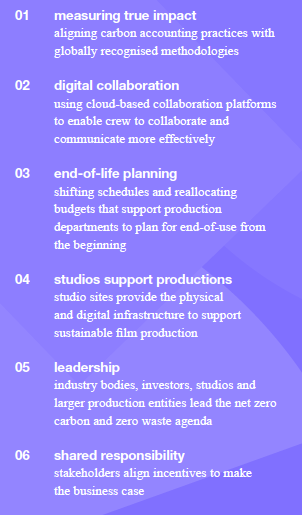 01 measuring true impact
aligning carbon accounting practices with
globally recognised methodologies
02 digital collaboration
using cloud-based collaboration platforms
to enable crew to collaborate and
communicate more effectively
03 end-of-life planning
shifting schedules and reallocating
budgets that support production
departments to plan for end-of-use from
the beginning
04 studios support productions
studio sites provide the physical
and digital infrastructure to support
sustainable film production
05 leadership
industry bodies, investors, studios and
larger production entities lead the net zero
carbon and zero waste agenda
06 shared responsibility
stakeholders align incentives to make
the business case